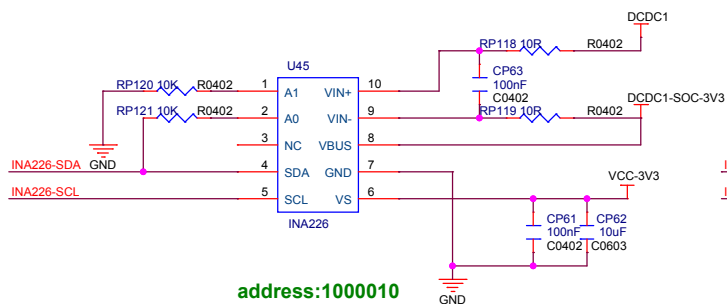 DCDC1
RP118 10R R0402
U45
RP120 10K R0402
1 A1 VIN+ 10
CP63
100nF
C0402
RP121 10K R0402
2 A0 VIN- 9
RP119 10R R0402
DCDC1-SOC-3V3
3 NC VBUS 8
INA226-SDA
GND
4 SDA GND 7
INA226-SCL
5 SCL VS 6
VCC-3V3
INA226
CP61
100nF
C0402
CP62
10uF
C0603
address:1000010
GND